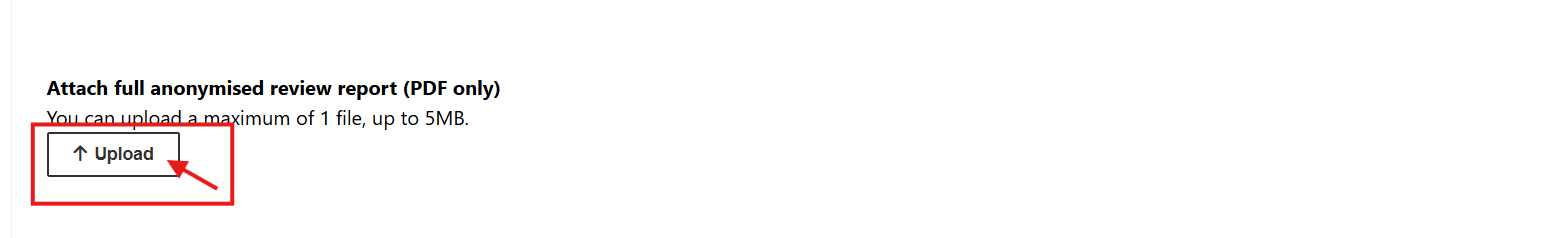 Attach full anonymised review report (PDF only)
You can upload a maximum of 1 file, up to 5MB.
↑ Upload